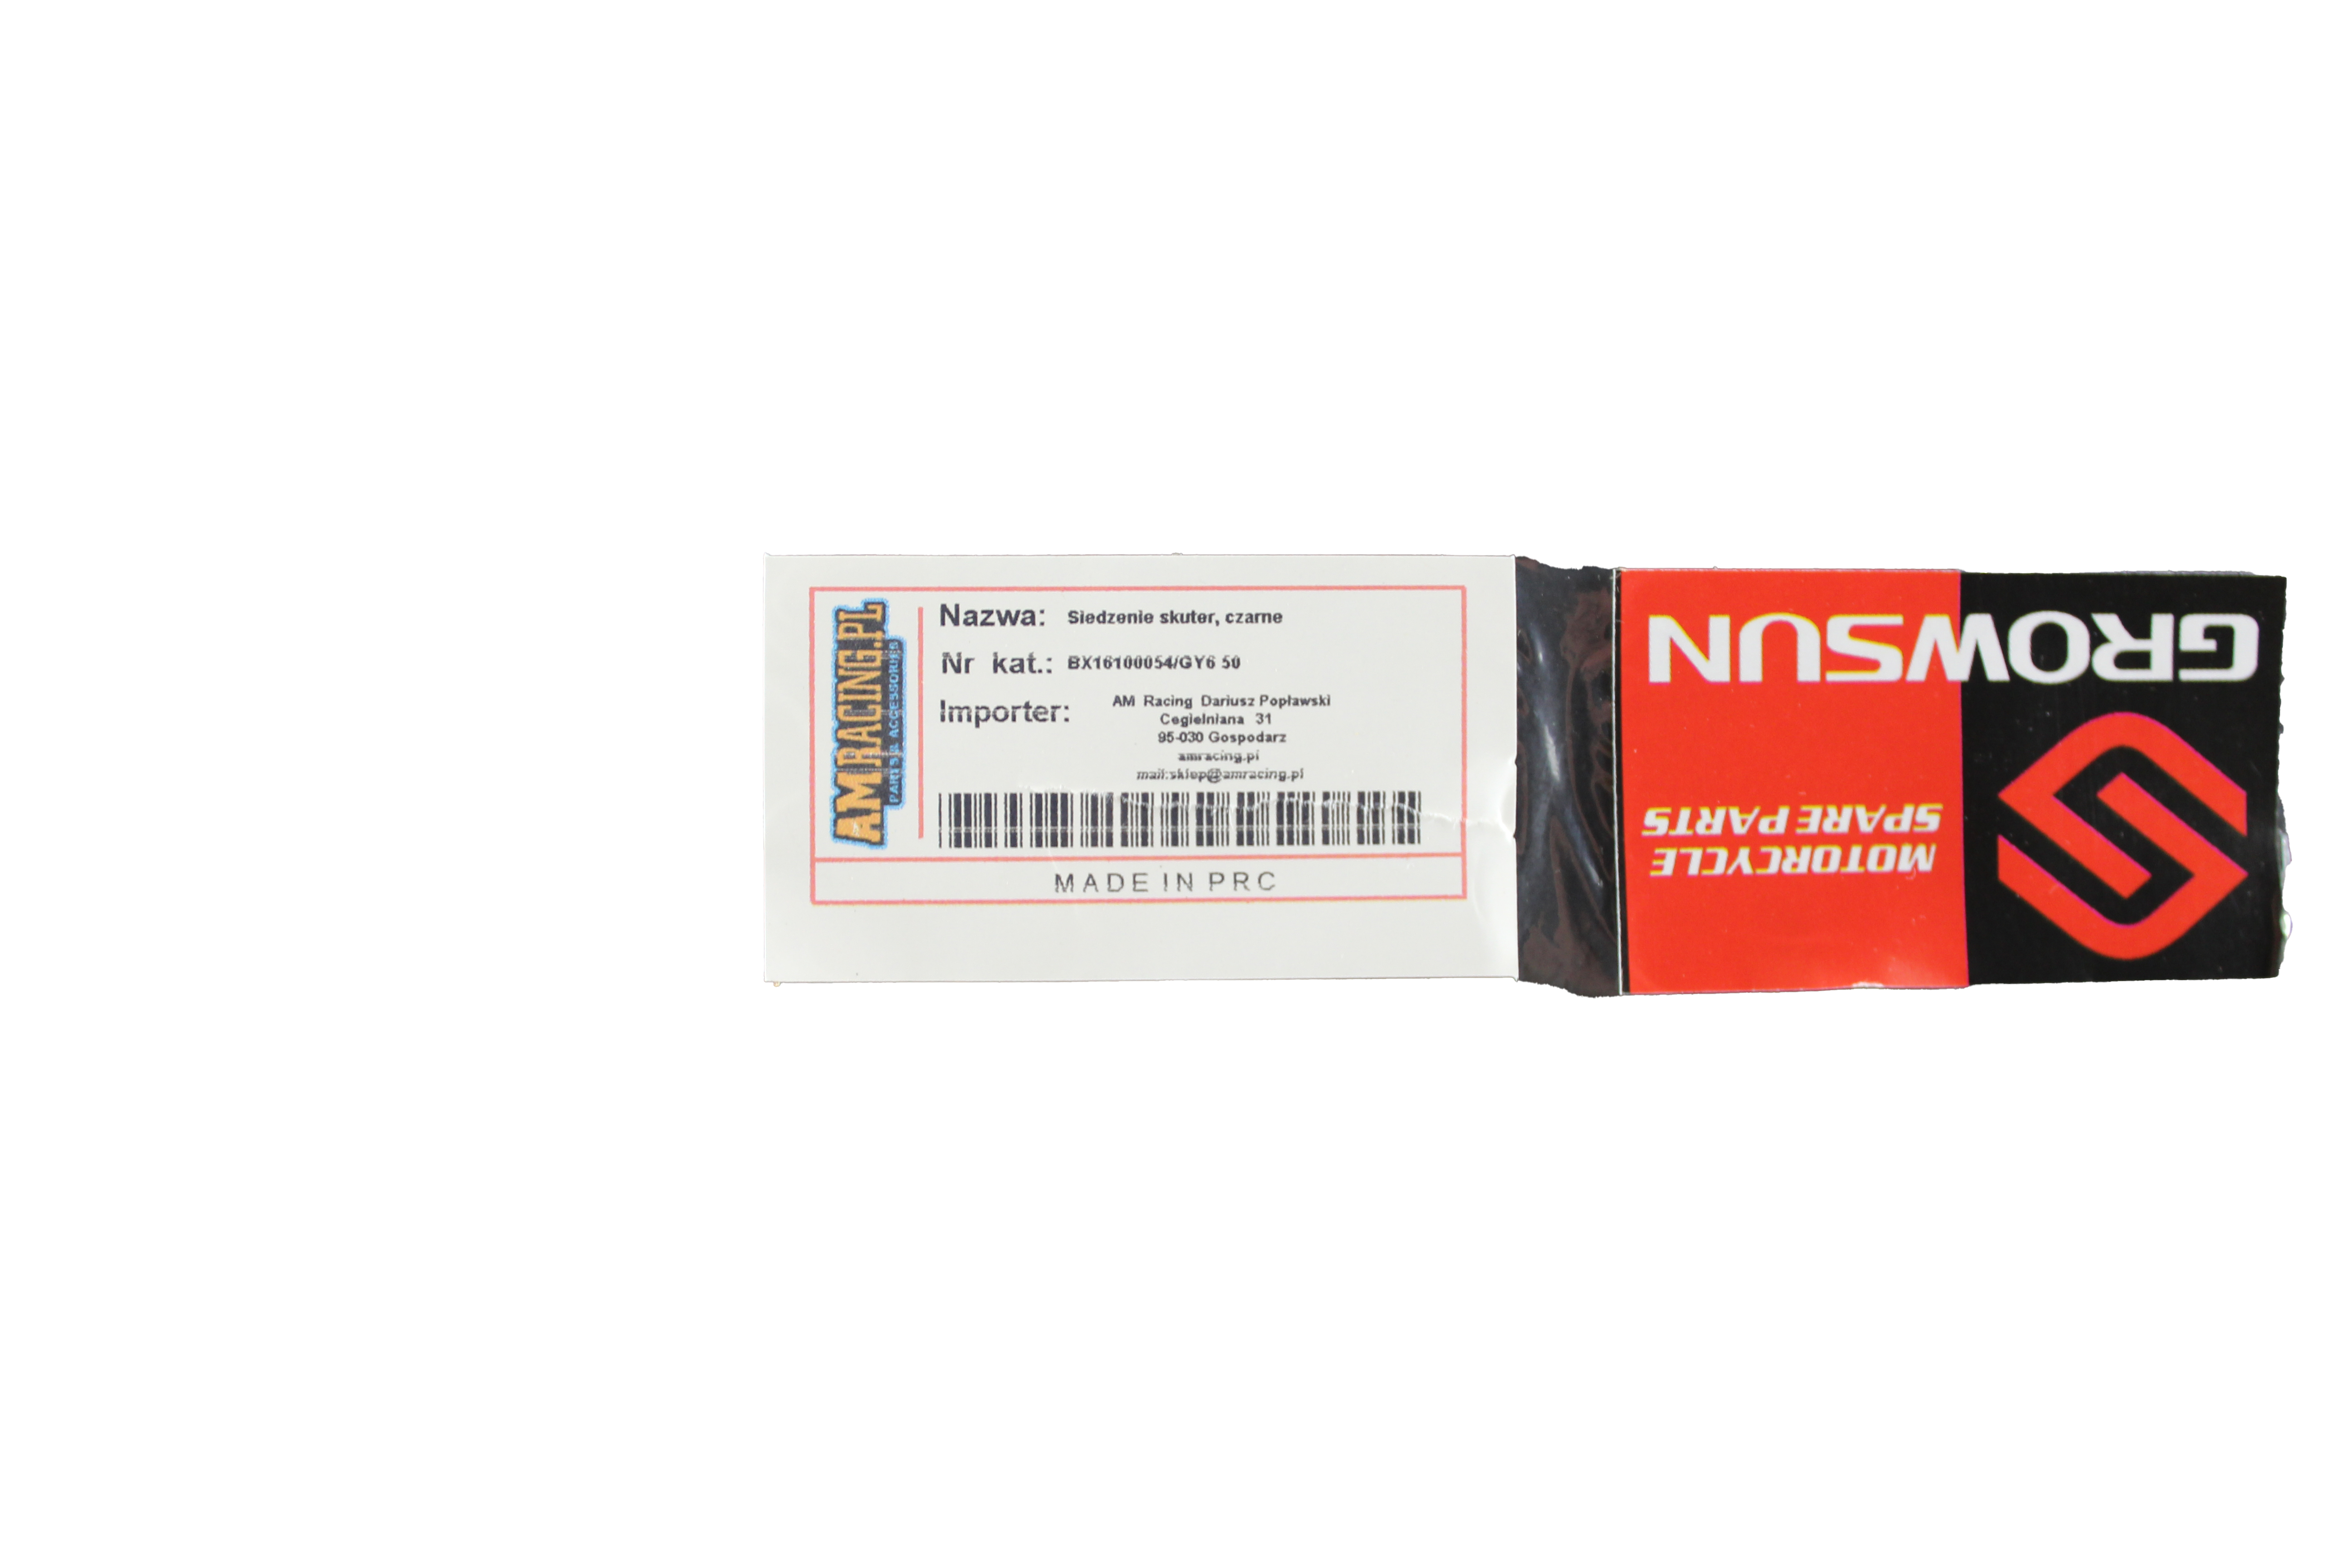 AMRACING.PL
PARTS & ACCESSORIES
Nazwa: Siedzenie skuter, czarne
Nr kat.: BX16100054/GY6 50
Importer: AM Racing Dariusz Popławski
Cegielniana 31
95-030 Gospodarz
amracing.pl
mail:sklep@amracing.pl
MADE IN PRC
GROWSUN
MOTORCYCLE
SPARE PARTS